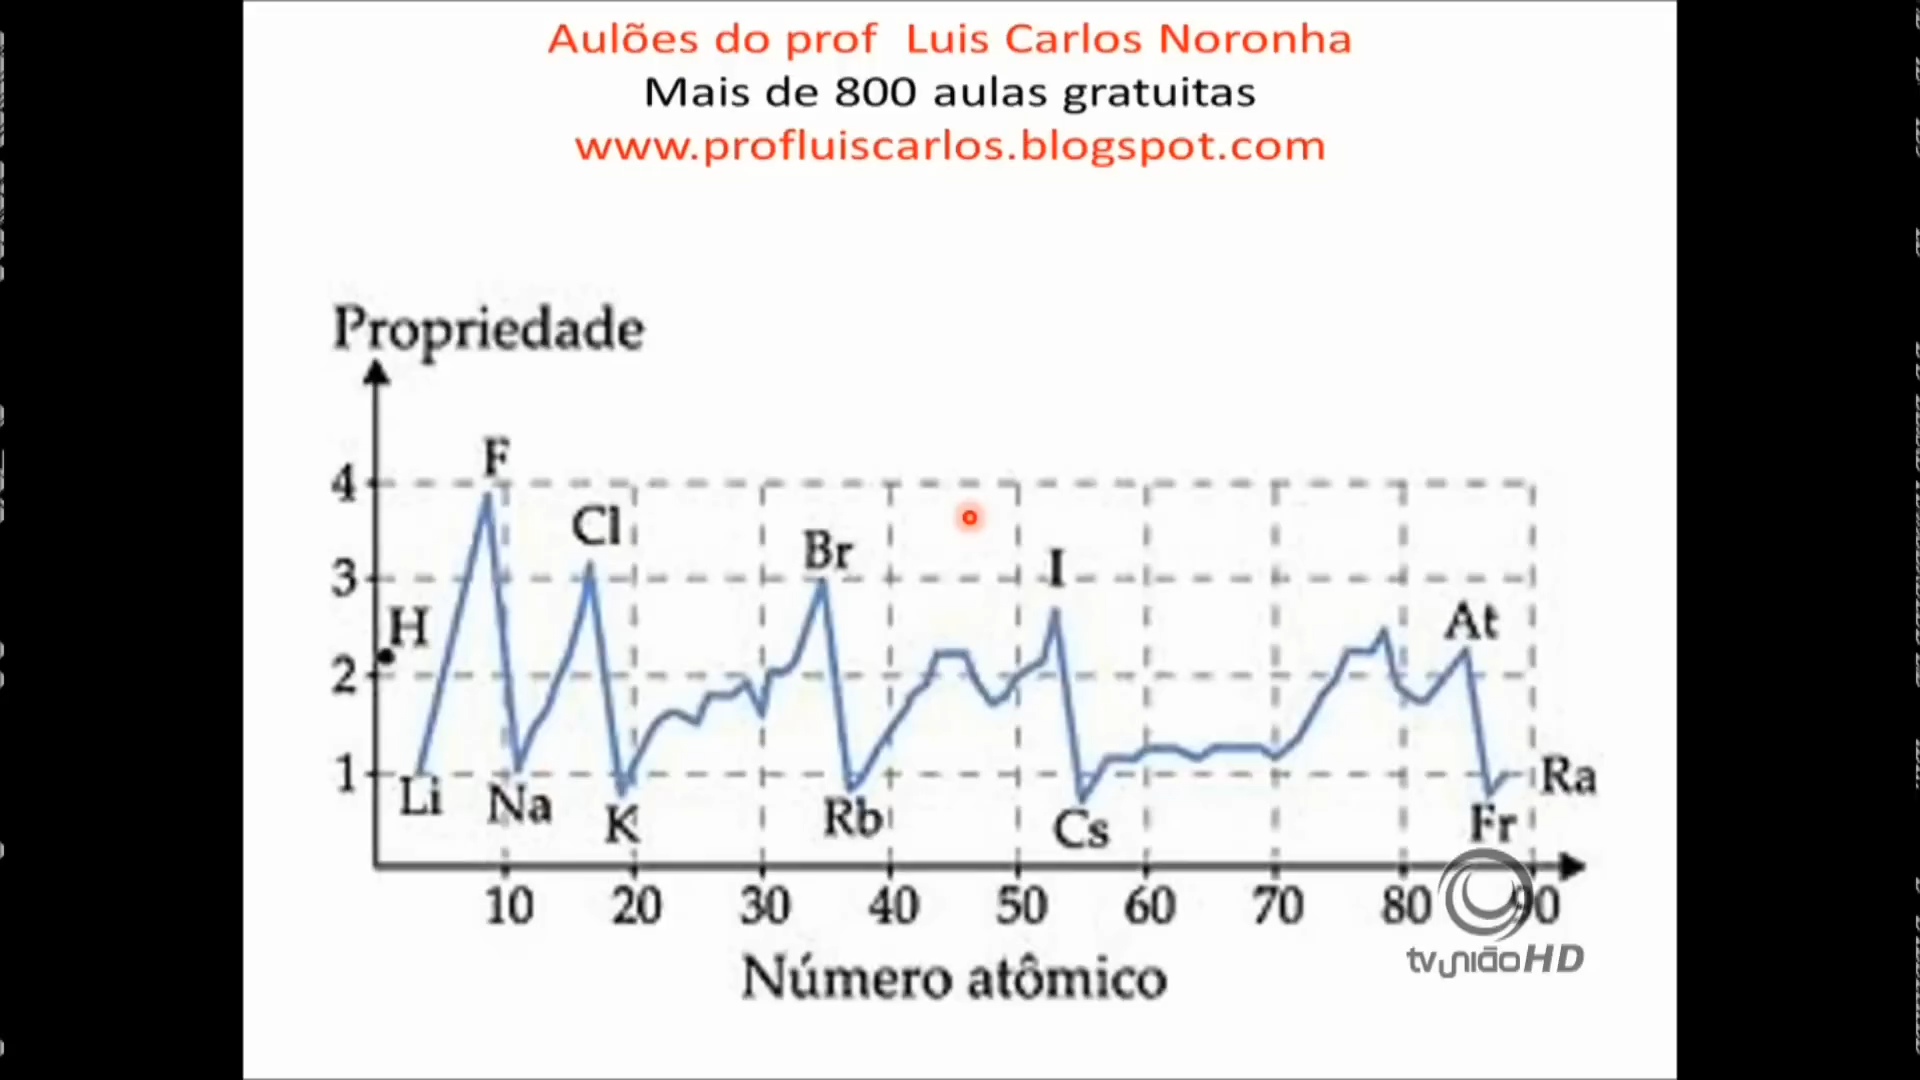 Aulões do prof Luis Carlos Noronha
Mais de 800 aulas gratuitas
www.profluiscarlos.blogspot.com
Propriedade
F
4
Cl
Br
3
I
H
At
2
1
Li
Na
K
Rb
Cs
Fr
Ra
10 20 30 40 50 60 70 80 90
Número atômico
tvuniãoHD